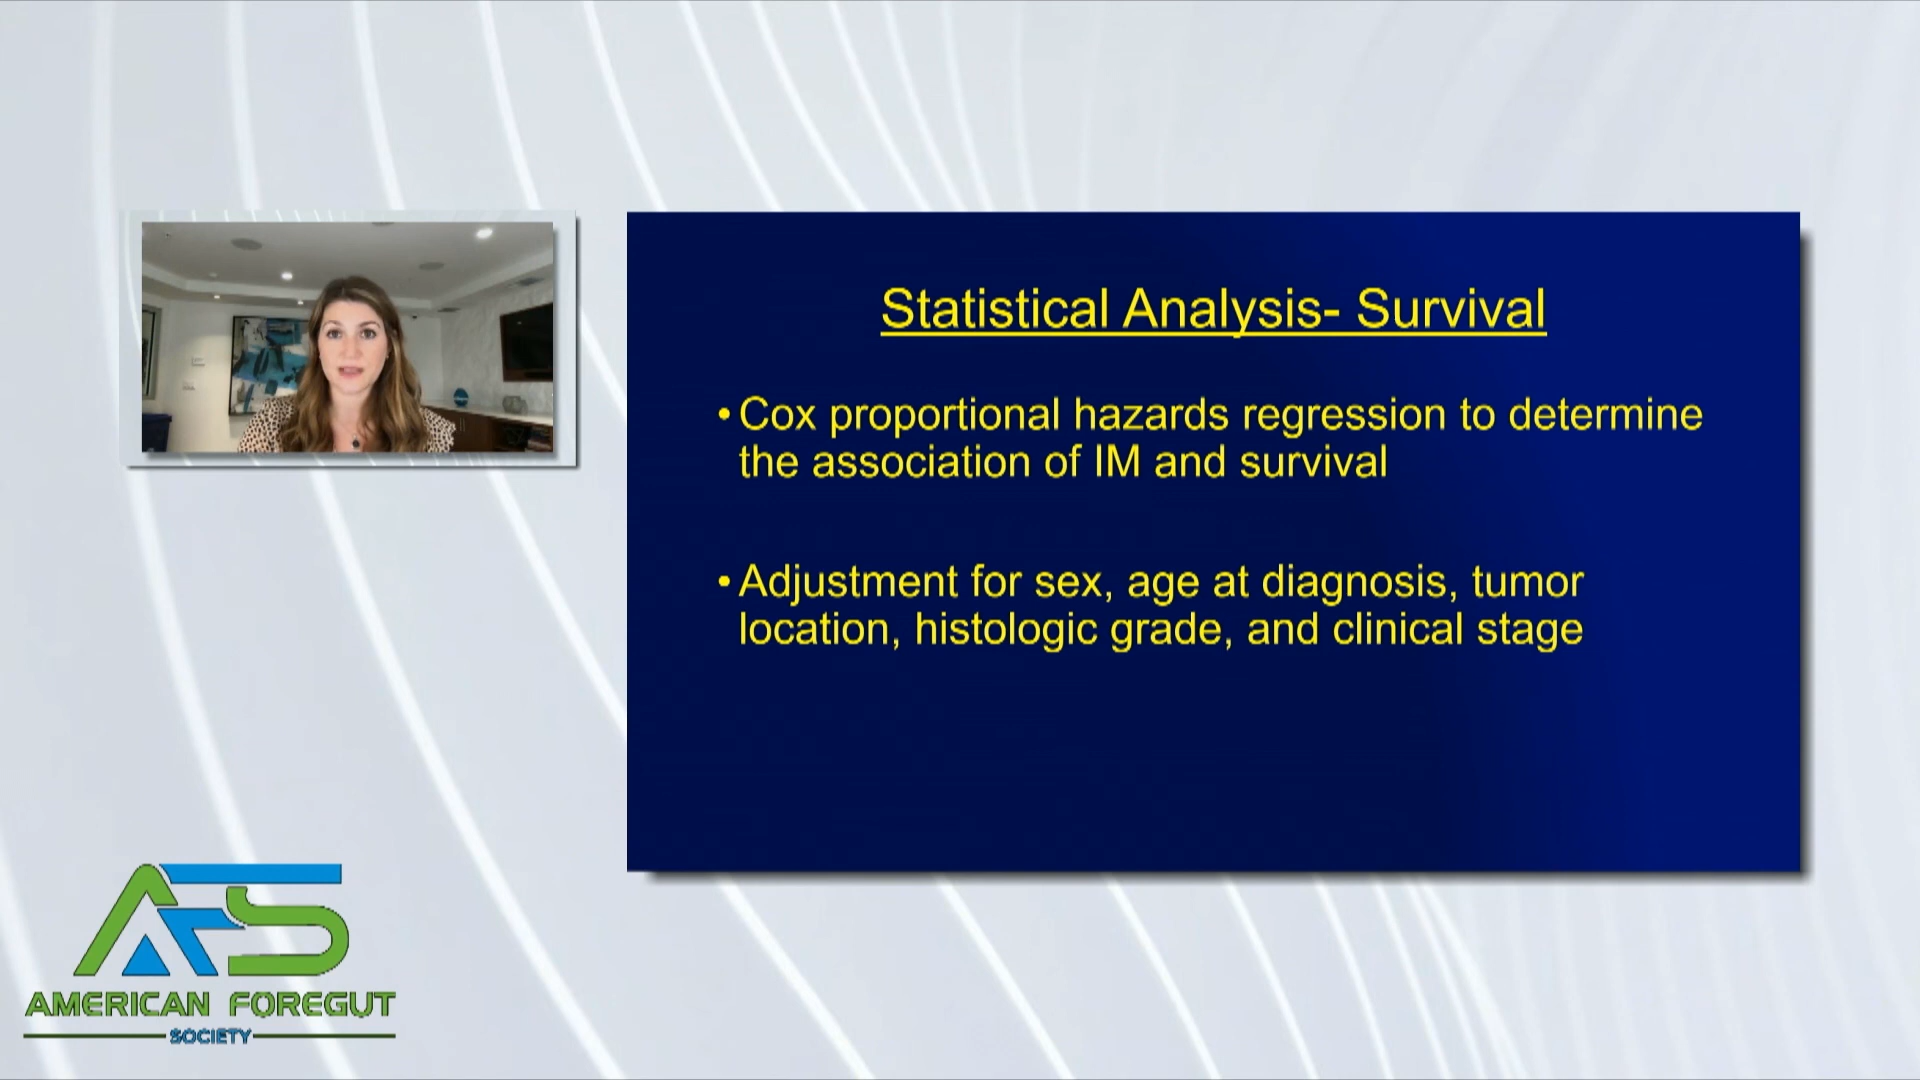 Statistical Analysis- Survival
•Cox proportional hazards regression to determine
the association of IM and survival
•Adjustment for sex, age at diagnosis, tumor
location, histologic grade, and clinical stage
AFS
AMERICAN FOREGUT
SOCIETY